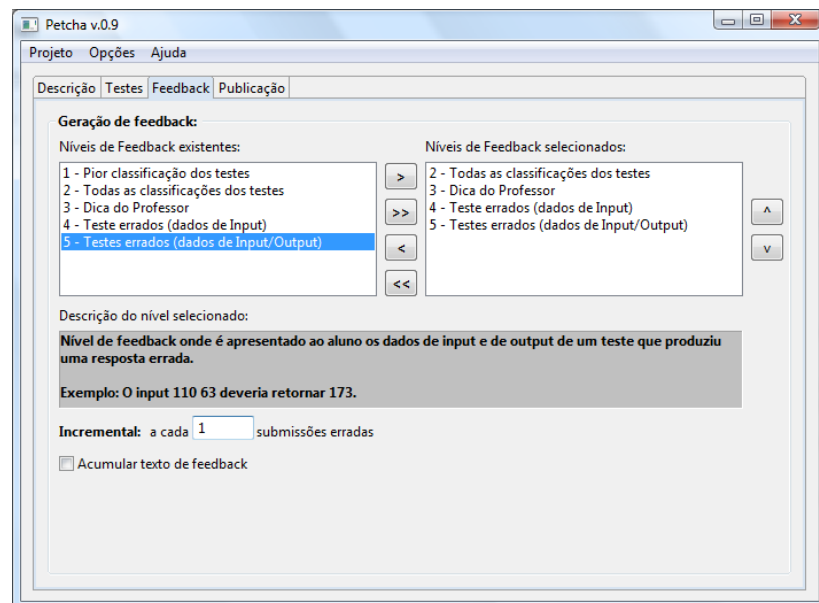 Petcha v.0.9
Projeto Opções Ajuda
Descrição Testes Feedback Publicação
Geração de feedback:
Níveis de Feedback existentes:
1 - Pior classificação dos testes
2 - Todas as classificações dos testes
3 - Dica do Professor
4 - Teste errados (dados de Input)
5 - Testes errados (dados de Input/Output)
>
>>
<
<<
Níveis de Feedback selecionados:
2 - Todas as classificações dos testes
3 - Dica do Professor
4 - Teste errados (dados de Input)
5 - Testes errados (dados de Input/Output)
^
v
Descrição do nível selecionado:
Nível de feedback onde é apresentado ao aluno os dados de input e de output de um teste que produziu
uma resposta errada.
Exemplo: O input 110 63 deveria retornar 173.
Incremental: a cada 1 submissões erradas
Acumular texto de feedback